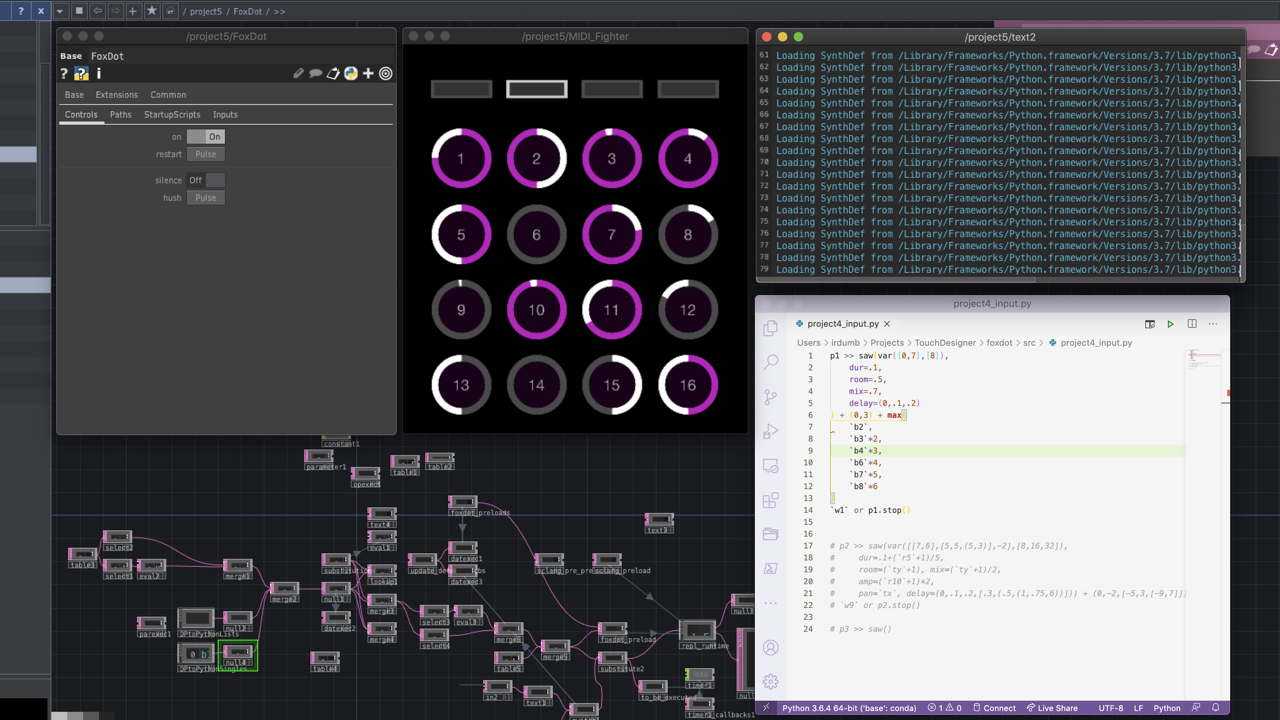 ? x
/ project5 / FoxDot / >>
/project5/FoxDot
Base FoxDot
? ? i
Base Extensions Common
Controls Paths StartupScripts Inputs
on On
restart Pulse
silence Off
hush Pulse
/project5/MIDI_Fighter
1 2 3 4
5 6 7 8
9 10 11 12
13 14 15 16
/project5/text2
61 Loading SynthDef from /Library/Frameworks/Python.framework/Versions/3.7/lib/python3.
62 Loading SynthDef from /Library/Frameworks/Python.framework/Versions/3.7/lib/python3.
63 Loading SynthDef from /Library/Frameworks/Python.framework/Versions/3.7/lib/python3.
64 Loading SynthDef from /Library/Frameworks/Python.framework/Versions/3.7/lib/python3.
65 Loading SynthDef from /Library/Frameworks/Python.framework/Versions/3.7/lib/python3.
66 Loading SynthDef from /Library/Frameworks/Python.framework/Versions/3.7/lib/python3.
67 Loading SynthDef from /Library/Frameworks/Python.framework/Versions/3.7/lib/python3.
68 Loading SynthDef from /Library/Frameworks/Python.framework/Versions/3.7/lib/python3.
69 Loading SynthDef from /Library/Frameworks/Python.framework/Versions/3.7/lib/python3.
70 Loading SynthDef from /Library/Frameworks/Python.framework/Versions/3.7/lib/python3.
71 Loading SynthDef from /Library/Frameworks/Python.framework/Versions/3.7/lib/python3.
72 Loading SynthDef from /Library/Frameworks/Python.framework/Versions/3.7/lib/python3.
73 Loading SynthDef from /Library/Frameworks/Python.framework/Versions/3.7/lib/python3.
74 Loading SynthDef from /Library/Frameworks/Python.framework/Versions/3.7/lib/python3.
75 Loading SynthDef from /Library/Frameworks/Python.framework/Versions/3.7/lib/python3.
76 Loading SynthDef from /Library/Frameworks/Python.framework/Versions/3.7/lib/python3.
77 Loading SynthDef from /Library/Frameworks/Python.framework/Versions/3.7/lib/python3.
78 Loading SynthDef from /Library/Frameworks/Python.framework/Versions/3.7/lib/python3.
79 Loading SynthDef from /Library/Frameworks/Python.framework/Versions/3.7/lib/python3.
project4_input.py
project4_input.py ×
Users > irdumb > Projects > TouchDesigner > foxdot > src > project4_input.py
1 p1 >> saw(var([0,7],[8]),
2 dur=.1,
3 room=.5,
4 mix=.7,
5 delay=(0,.1,.2)
6 ) + (0,3) + max(
7 `b2`,
8 `b3`*2,
9 `b4`*3,
10 `b6`*4,
11 `b7`*5,
12 `b8`*6
13 )
14 `w1` or p1.stop()
15
16
17 # p2 >> saw(var([[7,6],[5,5,(5,3)],-2],[8,16,32]),
18 # dur=.1+(`r5`+1)/5,
19 # room=(`ty`+1), mix=(`ty`+1)/2,
20 # amp=(`r10`+1)*2,
21 # pan=`tx`, delay=(0,.1,.2,[.3,(.5,(1,.75,6))])) + (0,-2,[-5,3,[-9,7]])
22 # `w9` or p2.stop()
23
24 # p3 >> saw()
Python 3.6.4 64-bit ('base': conda) 1 0 Connect Live Share UTF-8 LF Python
constant1
parameter1
table1
table2
opexec1
foxdot_preloads
text4
text3
eval1
select2
table3
select1
eval2
merge1
datexec1
datexec3
lookup1
sclang_preload
merge2
null1
merge3
merge4
datexec2
select3
select4
parexec1
null2
DPtoPythonLists
null4
DPtoPythonSingles
table4
merge6
table5
merge5
foxdot_preload
substitute2
repl_runtime
null3
timer1
to_be_executed
in2
text1
timer1_callbacks1